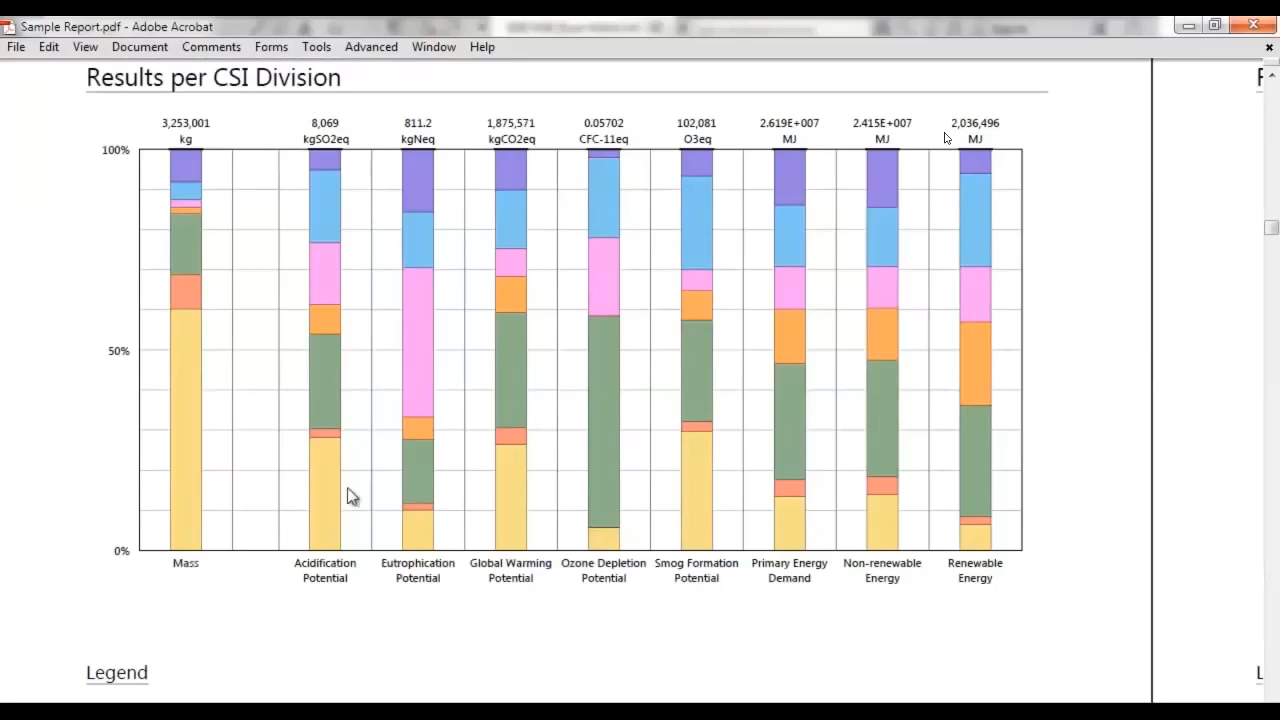 Sample Report.pdf - Adobe Acrobat
File Edit View Document Comments Forms Tools Advanced Window Help
Results per CSI Division
3,253,001 8,069 811.2 1,875,571 0.05702 102,081 2.619E+007 2.415E+007 2,036,496
kg kgSO2eq kgNeq kgCO2eq CFC-11eq O3eq MJ MJ MJ
100%
50%
0%
Mass Acidification Eutrophication Global Warming Ozone Depletion Smog Formation Primary Energy Non-renewable Renewable
Potential Potential Potential Potential Potential Demand Energy Energy
Legend